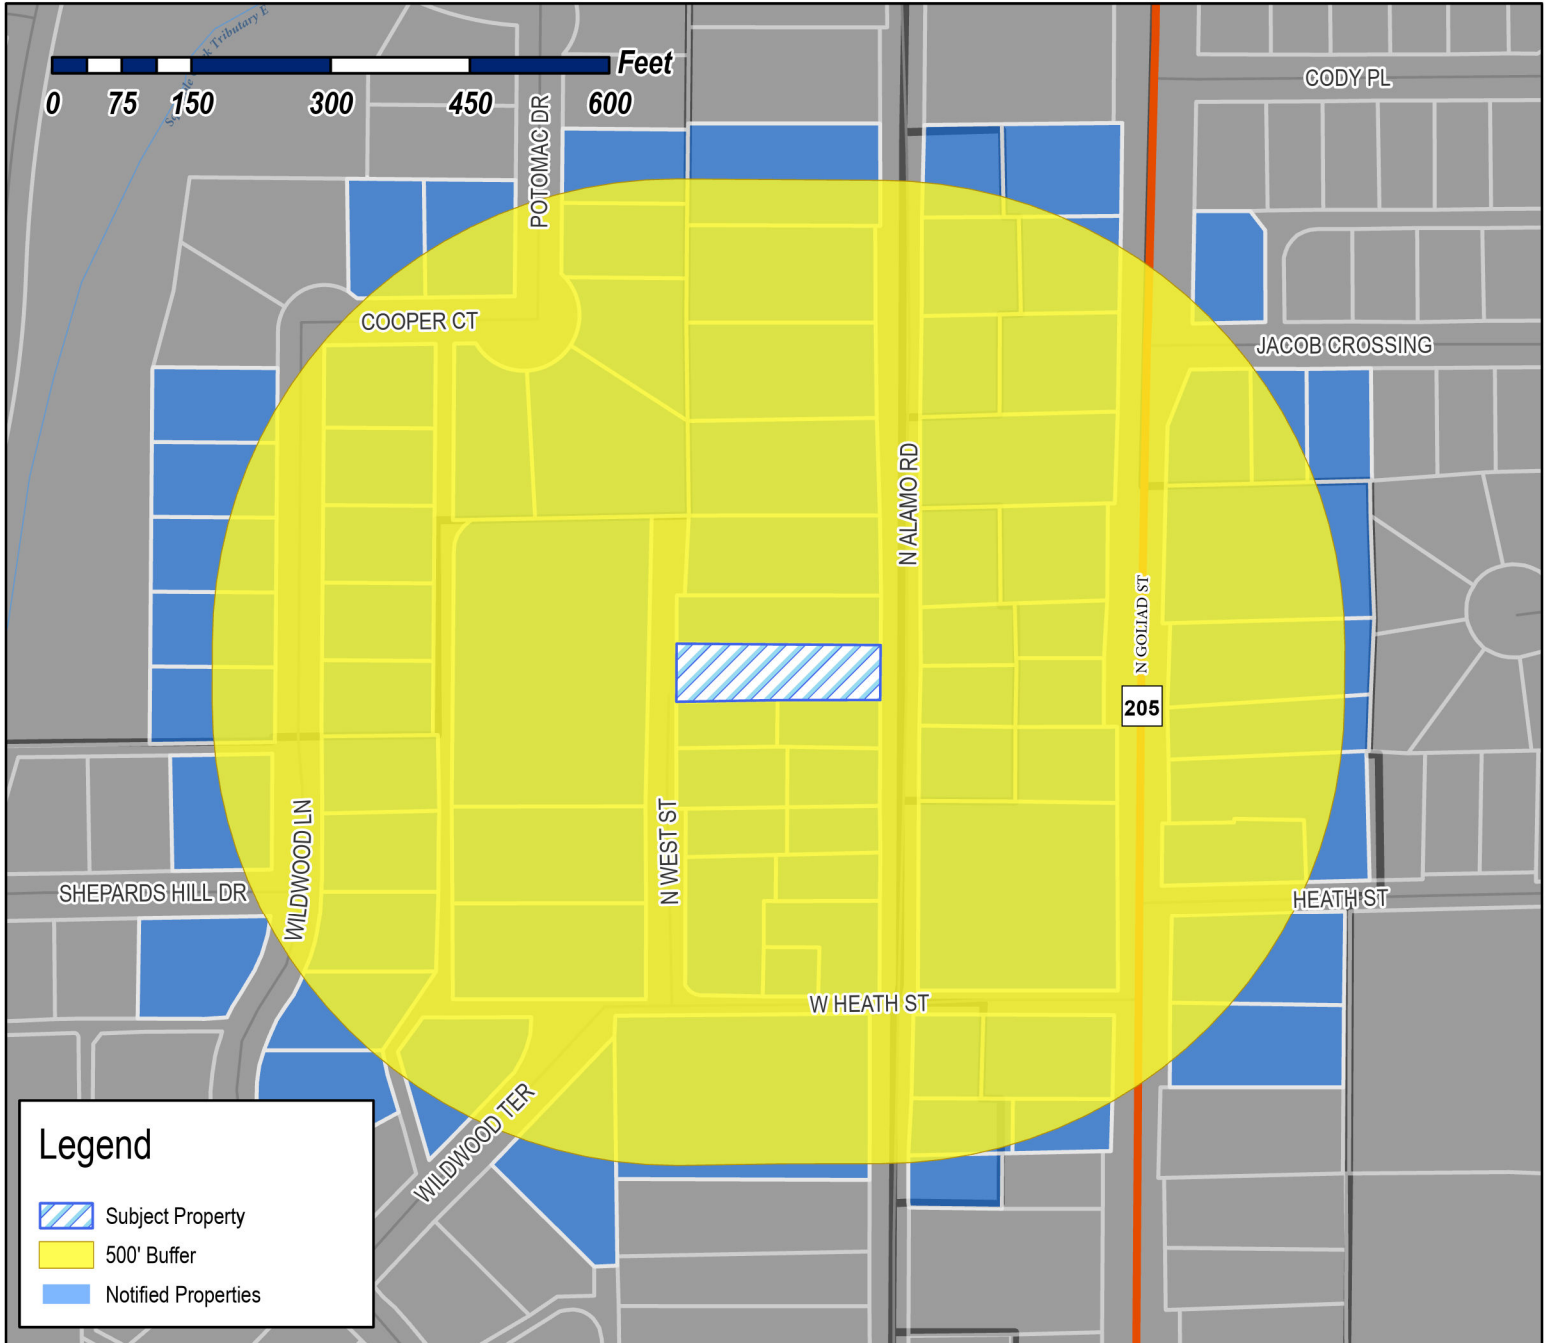 k Tributary E
Feet
0 75 150 300 450 600
CODY PL
POTOMAC DR
COOPER CT
JACOB CROSSING
N ALAMO RD
N GOLIAD ST
205
WILDWOOD LN
N WEST ST
SHEPARDS HILL DR
HEATH ST
W HEATH ST
WILDWOOD TER
Legend
Subject Property
500' Buffer
Notified Properties